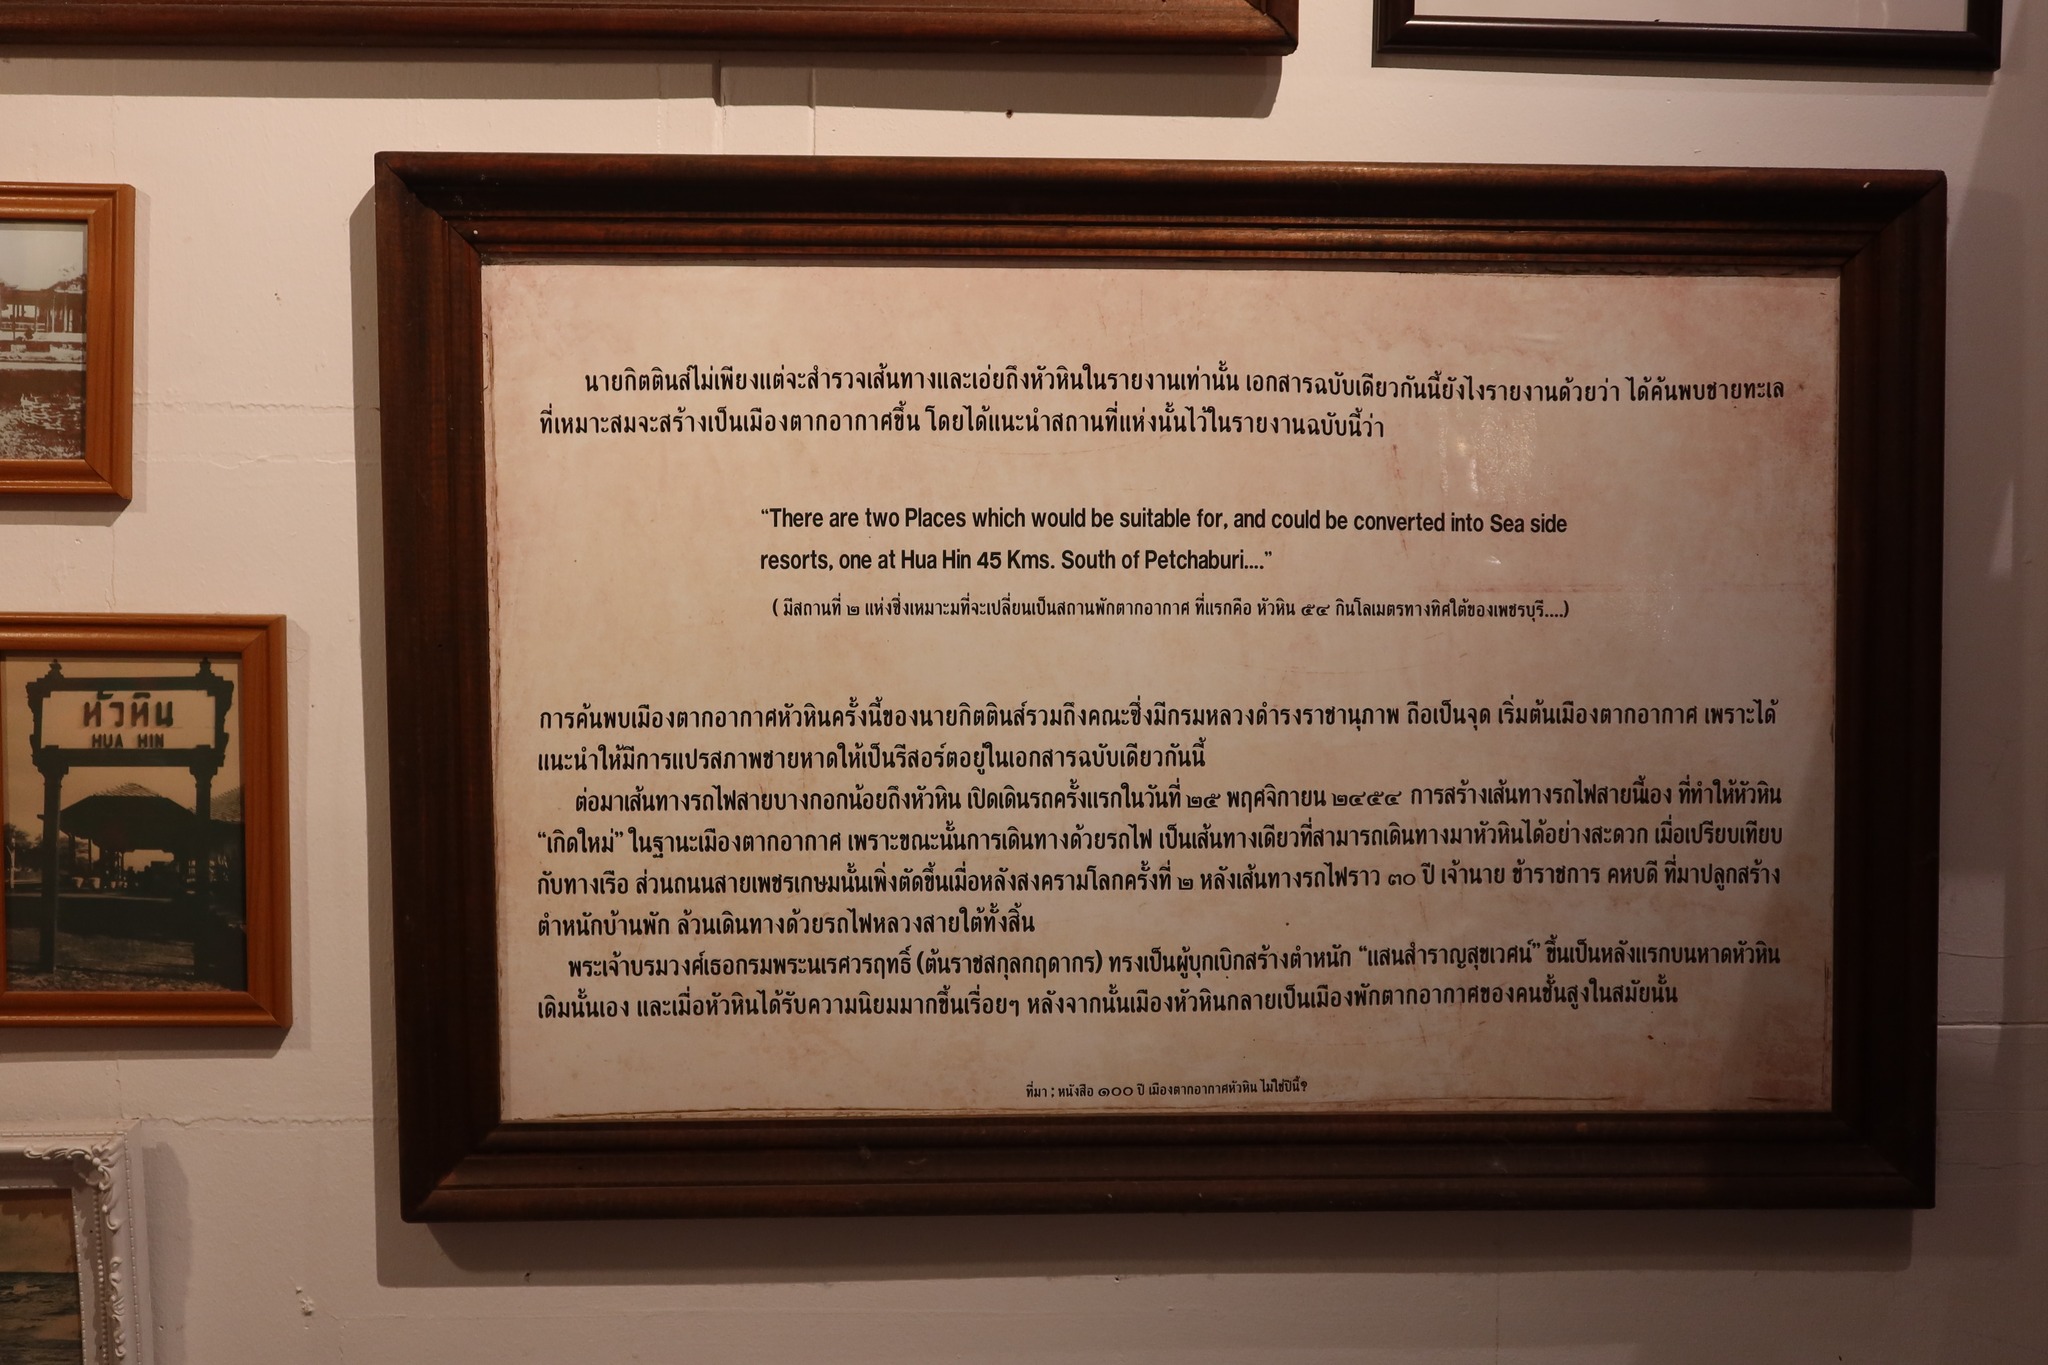 นายกิตตินส์ไม่เพียงแต่จะสำรวจเส้นทางและเอ่ยถึงหัวหินในรายงานเท่านั้น เอกสารฉบับเดียวกันนี้ยังไงรายงานด้วยว่า ได้ค้นพบชายทะเล
ที่เหมาะสมจะสร้างเป็นเมืองตากอากาศขึ้น โดยได้แนะนำสถานที่แห่งนั้นไว้ในรายงานฉบับนี้ว่า
“There are two Places which would be suitable for, and could be converted into Sea side
resorts, one at Hua Hin 45 Kms. South of Petchaburi....”
( มีสถานที่ ๒ แห่งซึ่งเหมาะมที่จะเปลี่ยนเป็นสถานพักตากอากาศ ที่แรกคือ หัวหิน ๕๔ กินโลเมตรทางทิศใต้ของเพชรบุรี....)
การค้นพบเมืองตากอากาศหัวหินครั้งนี้ของนายกิตตินส์รวมถึงคณะซึ่งมีกรมหลวงดำรงราชานุภาพ ถือเป็นจุด เริ่มต้นเมืองตากอากาศ เพราะได้
แนะนำให้มีการแปรสภาพชายหาดให้เป็นรีสอร์ตอยู่ในเอกสารฉบับเดียวกันนี้
ต่อมาเส้นทางรถไฟสายบางกอกน้อยถึงหัวหิน เปิดเดินรถครั้งแรกในวันที่ ๒๕ พฤศจิกายน ๒๔๕๔ การสร้างเส้นทางรถไฟสายนี้เอง ที่ทำให้หัวหิน
“เกิดใหม่” ในฐานะเมืองตากอากาศ เพราะขณะนั้นการเดินทางด้วยรถไฟ เป็นเส้นทางเดียวที่สามารถเดินทางมาหัวหินได้อย่างสะดวก เมื่อเปรียบเทียบ
กับทางเรือ ส่วนถนนสายเพชรเกษมนั้นเพิ่งตัดขึ้นเมื่อหลังสงครามโลกครั้งที่ ๒ หลังเส้นทางรถไฟราว ๓๐ ปี เจ้านาย ข้าราชการ คหบดี ที่มาปลูกสร้าง
ตำหนักบ้านพัก ล้วนเดินทางด้วยรถไฟหลวงสายใต้ทั้งสิ้น
พระเจ้าบรมวงศ์เธอกรมพระนเรศวรฤทธิ์ (ต้นราชสกุลกฤดากร) ทรงเป็นผู้บุกเบิกสร้างตำหนัก “แสนสำราญสุขเวศน์” ขึ้นเป็นหลังแรกบนหาดหัวหิน
เดิมนั้นเอง และเมื่อหัวหินได้รับความนิยมมากขึ้นเรื่อยๆ หลังจากนั้นเมืองหัวหินกลายเป็นเมืองพักตากอากาศของคนชั้นสูงในสมัยนั้น
ที่มา : หนังสือ ๑๐๐ ปี เมืองตากอากาศหัวหิน ไม่ใช่ปีนี้?
หัวหิน
HUA HIN